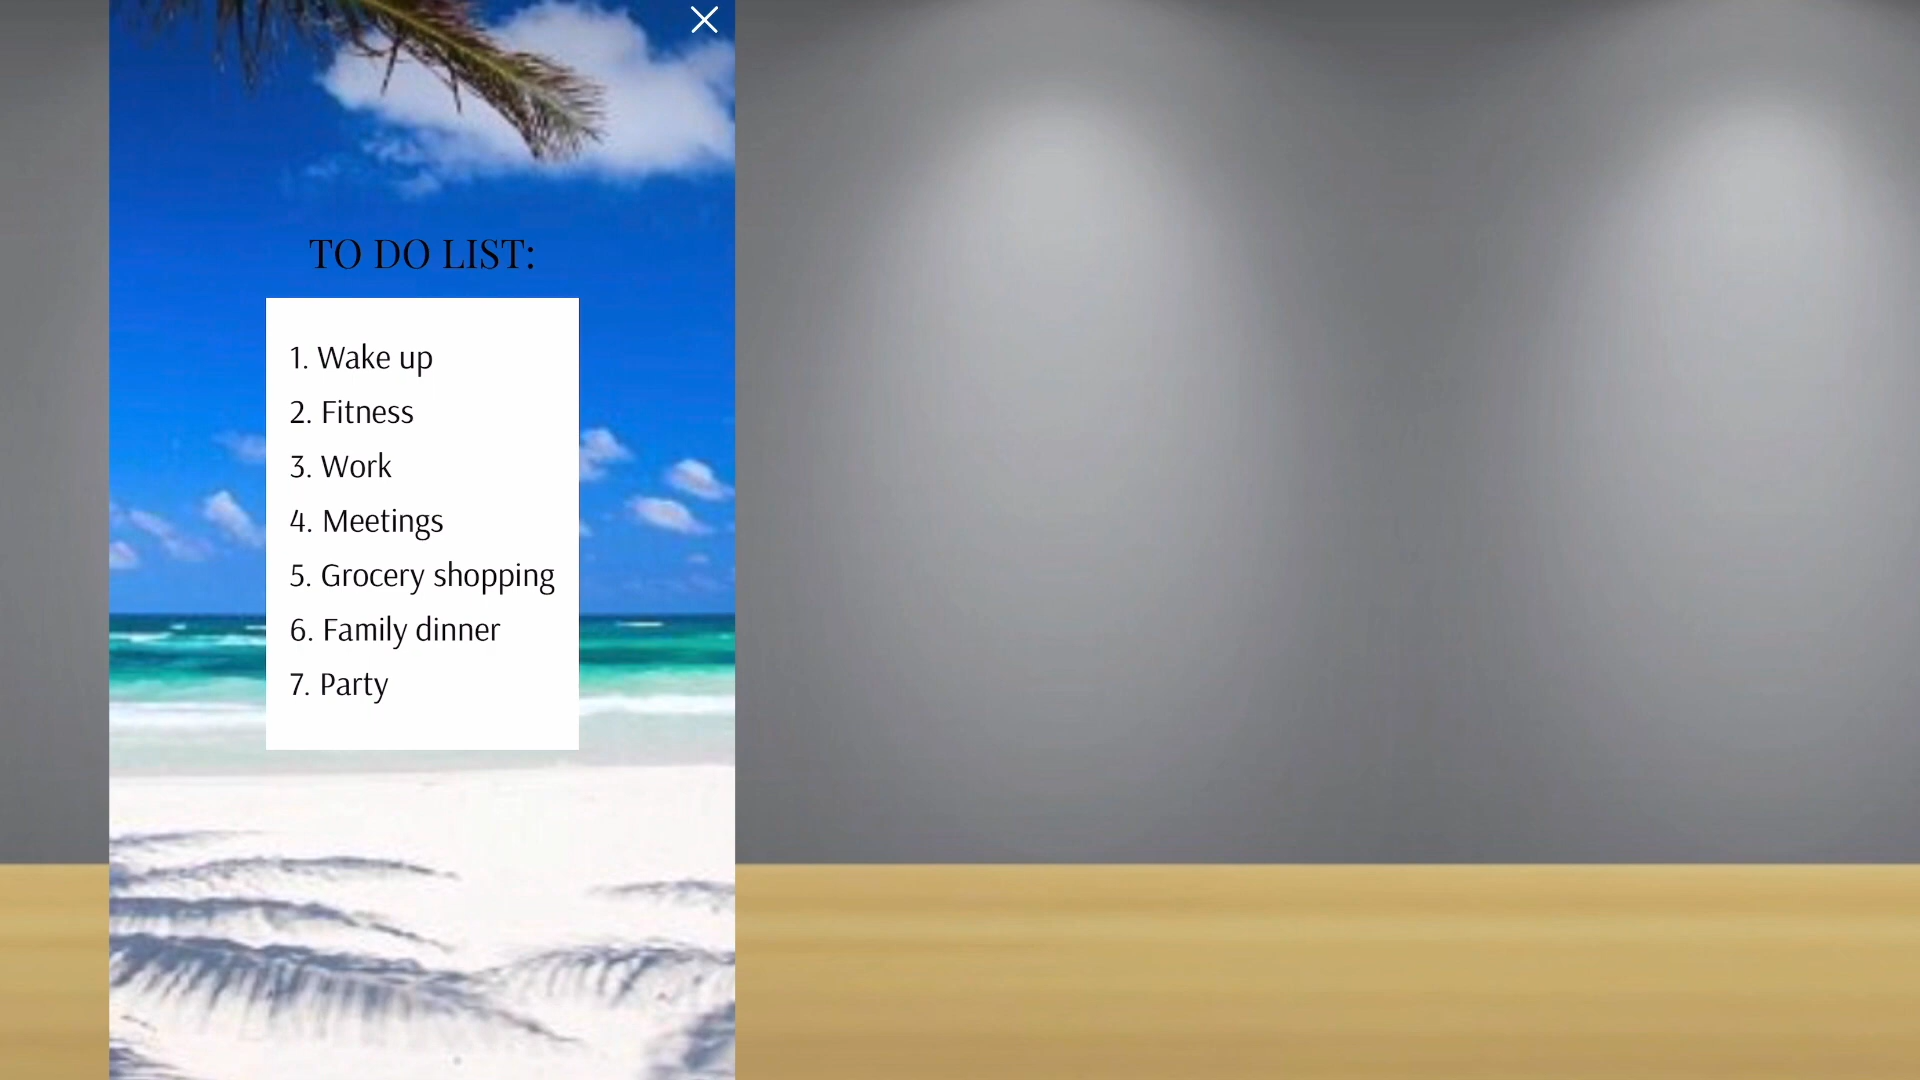 TO DO LIST:
1. Wake up
2. Fitness
3. Work
4. Meetings
5. Grocery shopping
6. Family dinner
7. Party